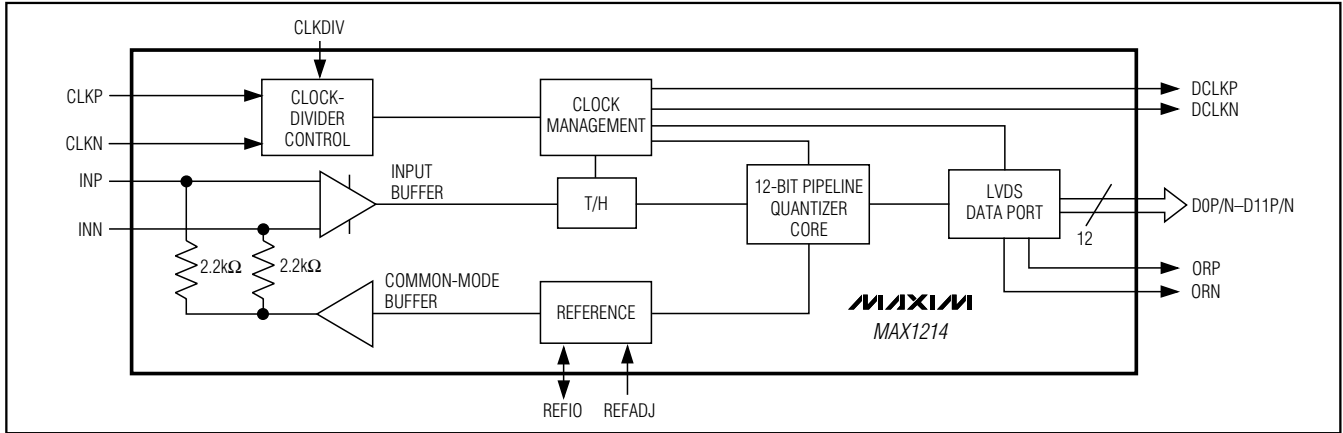 CLKDIV
CLKP
CLKN
CLOCK-
DIVIDER
CONTROL
CLOCK
MANAGEMENT
DCLKP
DCLKN
INP
INN
INPUT
BUFFER
T/H
12-BIT PIPELINE
QUANTIZER
CORE
LVDS
DATA PORT
12
D0P/N–D11P/N
2.2kΩ
2.2kΩ
COMMON-MODE
BUFFER
REFERENCE
MAXIM
MAX1214
ORP
ORN
REFIO
REFADJ